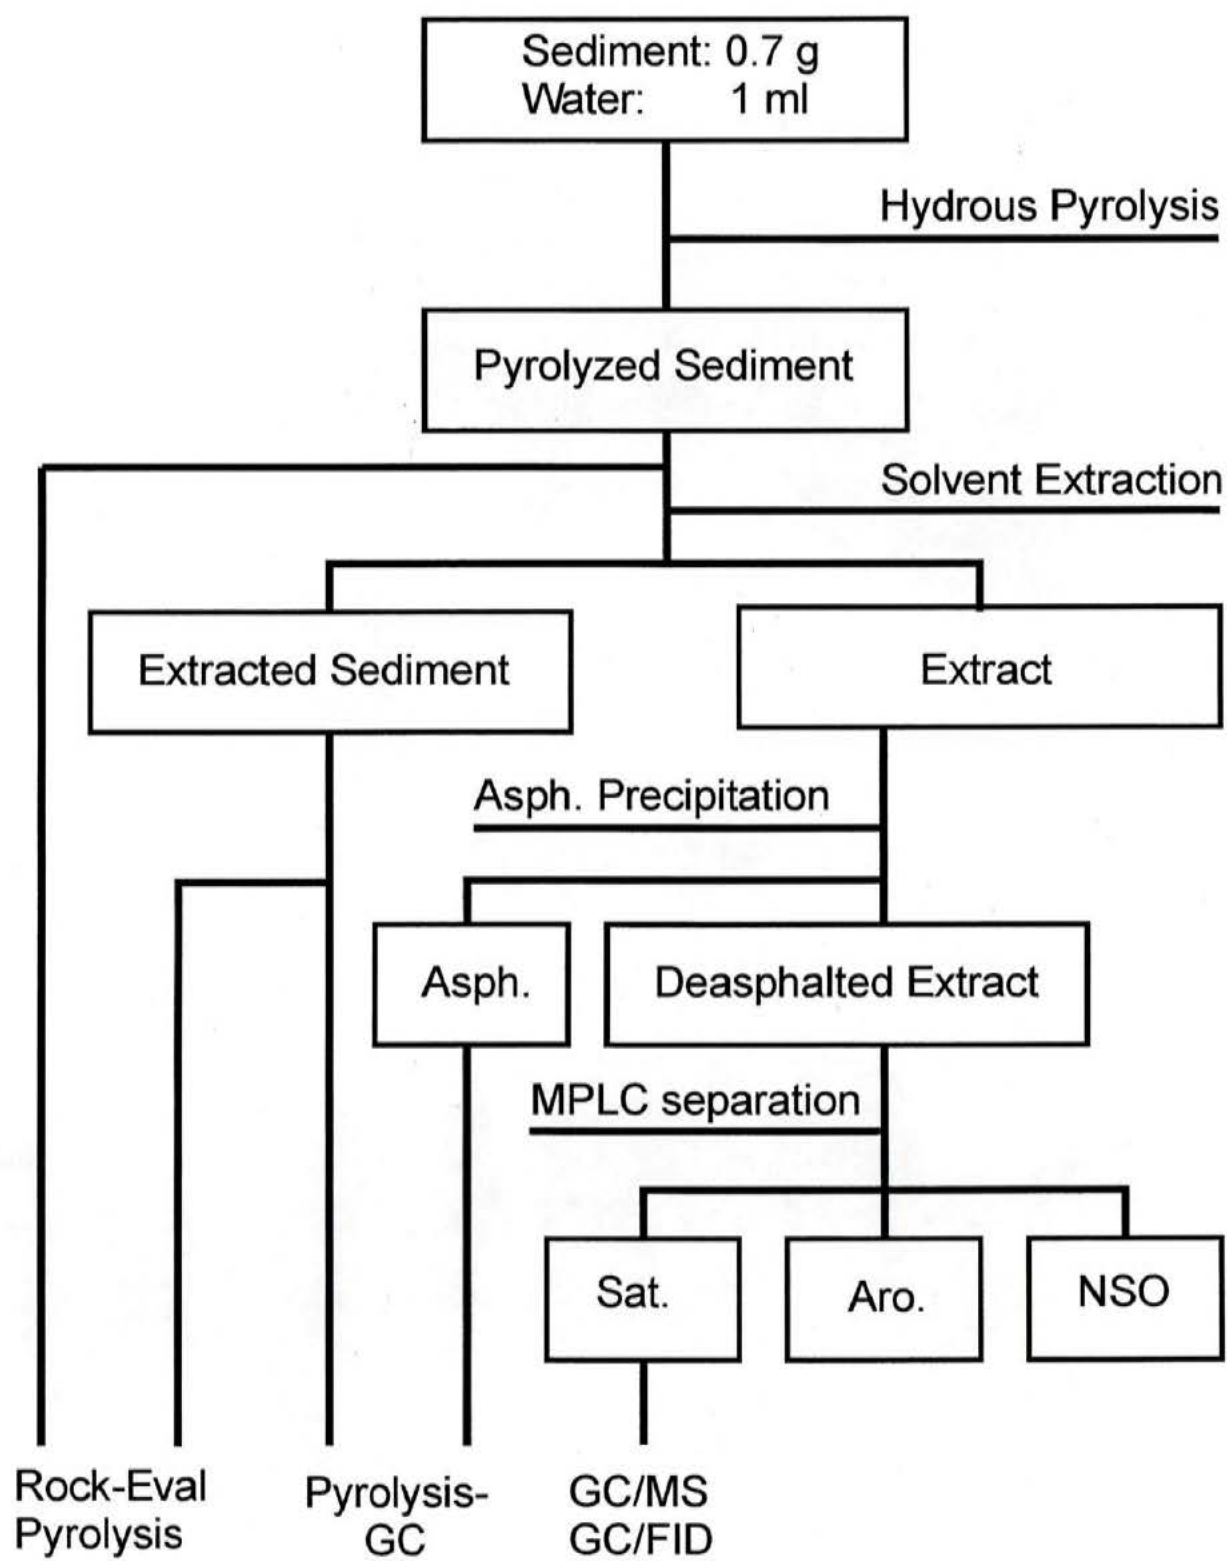 Sediment: 0.7 g
Water: 1 ml
Hydrous Pyrolysis
Pyrolyzed Sediment
Solvent Extraction
Extracted Sediment
Extract
Asph. Precipitation
Asph.
Deasphalted Extract
MPLC separation
Sat.
Aro.
NSO
Rock-Eval
Pyrolysis
Pyrolysis-
GC
GC/MS
GC/FID